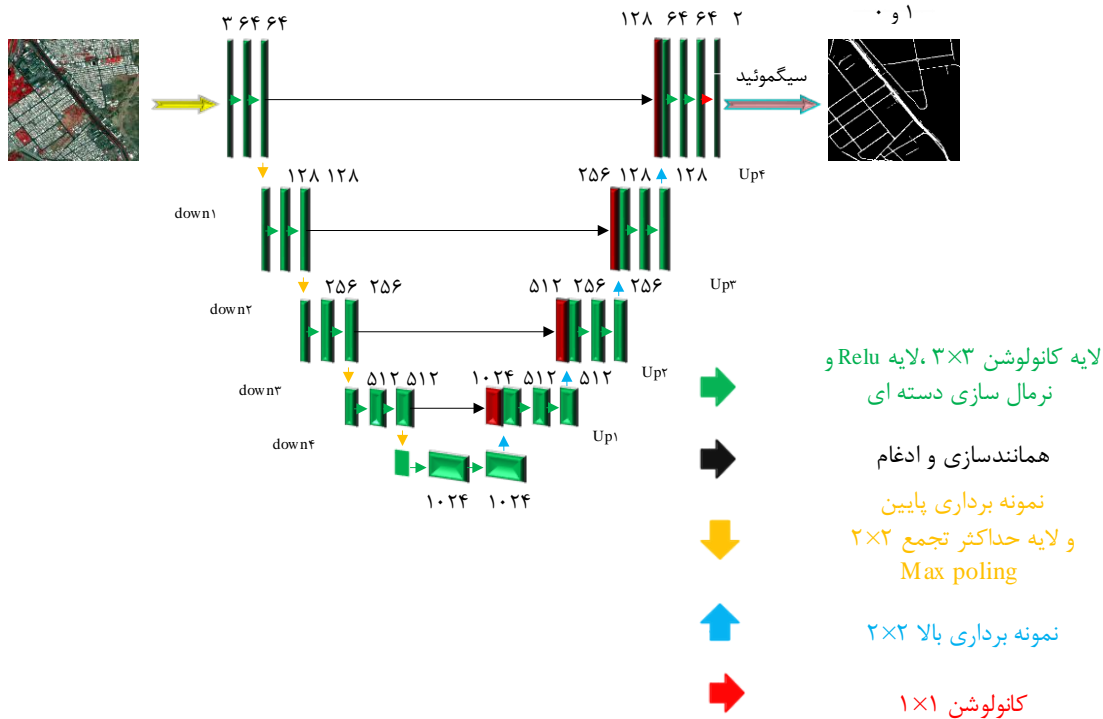 ۳ ۶۴ ۶۴
۱۲۸ ۶۴ ۶۴ ۲
۱ و ۰
سیگموئید
down۱
۱۲۸ ۱۲۸
۲۵۶ ۱۲۸ ۱۲۸
Up۴
down۲
۲۵۶ ۲۵۶
۵۱۲ ۲۵۶ ۲۵۶
Up۳
down۳
۵۱۲ ۵۱۲
۱۰۲۴ ۵۱۲ ۵۱۲
Up۲
down۴
Up۱
۱۰۲۴ ۱۰۲۴
لایه کانولوشن ۳×۳ ،لایه Relu و
نرمال سازی دسته ای
همانندسازی و ادغام
نمونه برداری پایین
و لایه حداکثر تجمع ۲×۲
Max poling
نمونه برداری بالا ۲×۲
کانولوشن ۱×۱